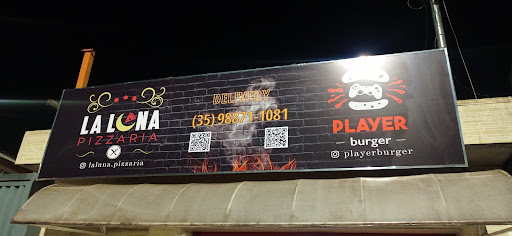 LA LUNA
PIZZARIA
laluna.pizzaria
DELIVERY
(35) 98871-1081
PLAYER
burger
playerburger